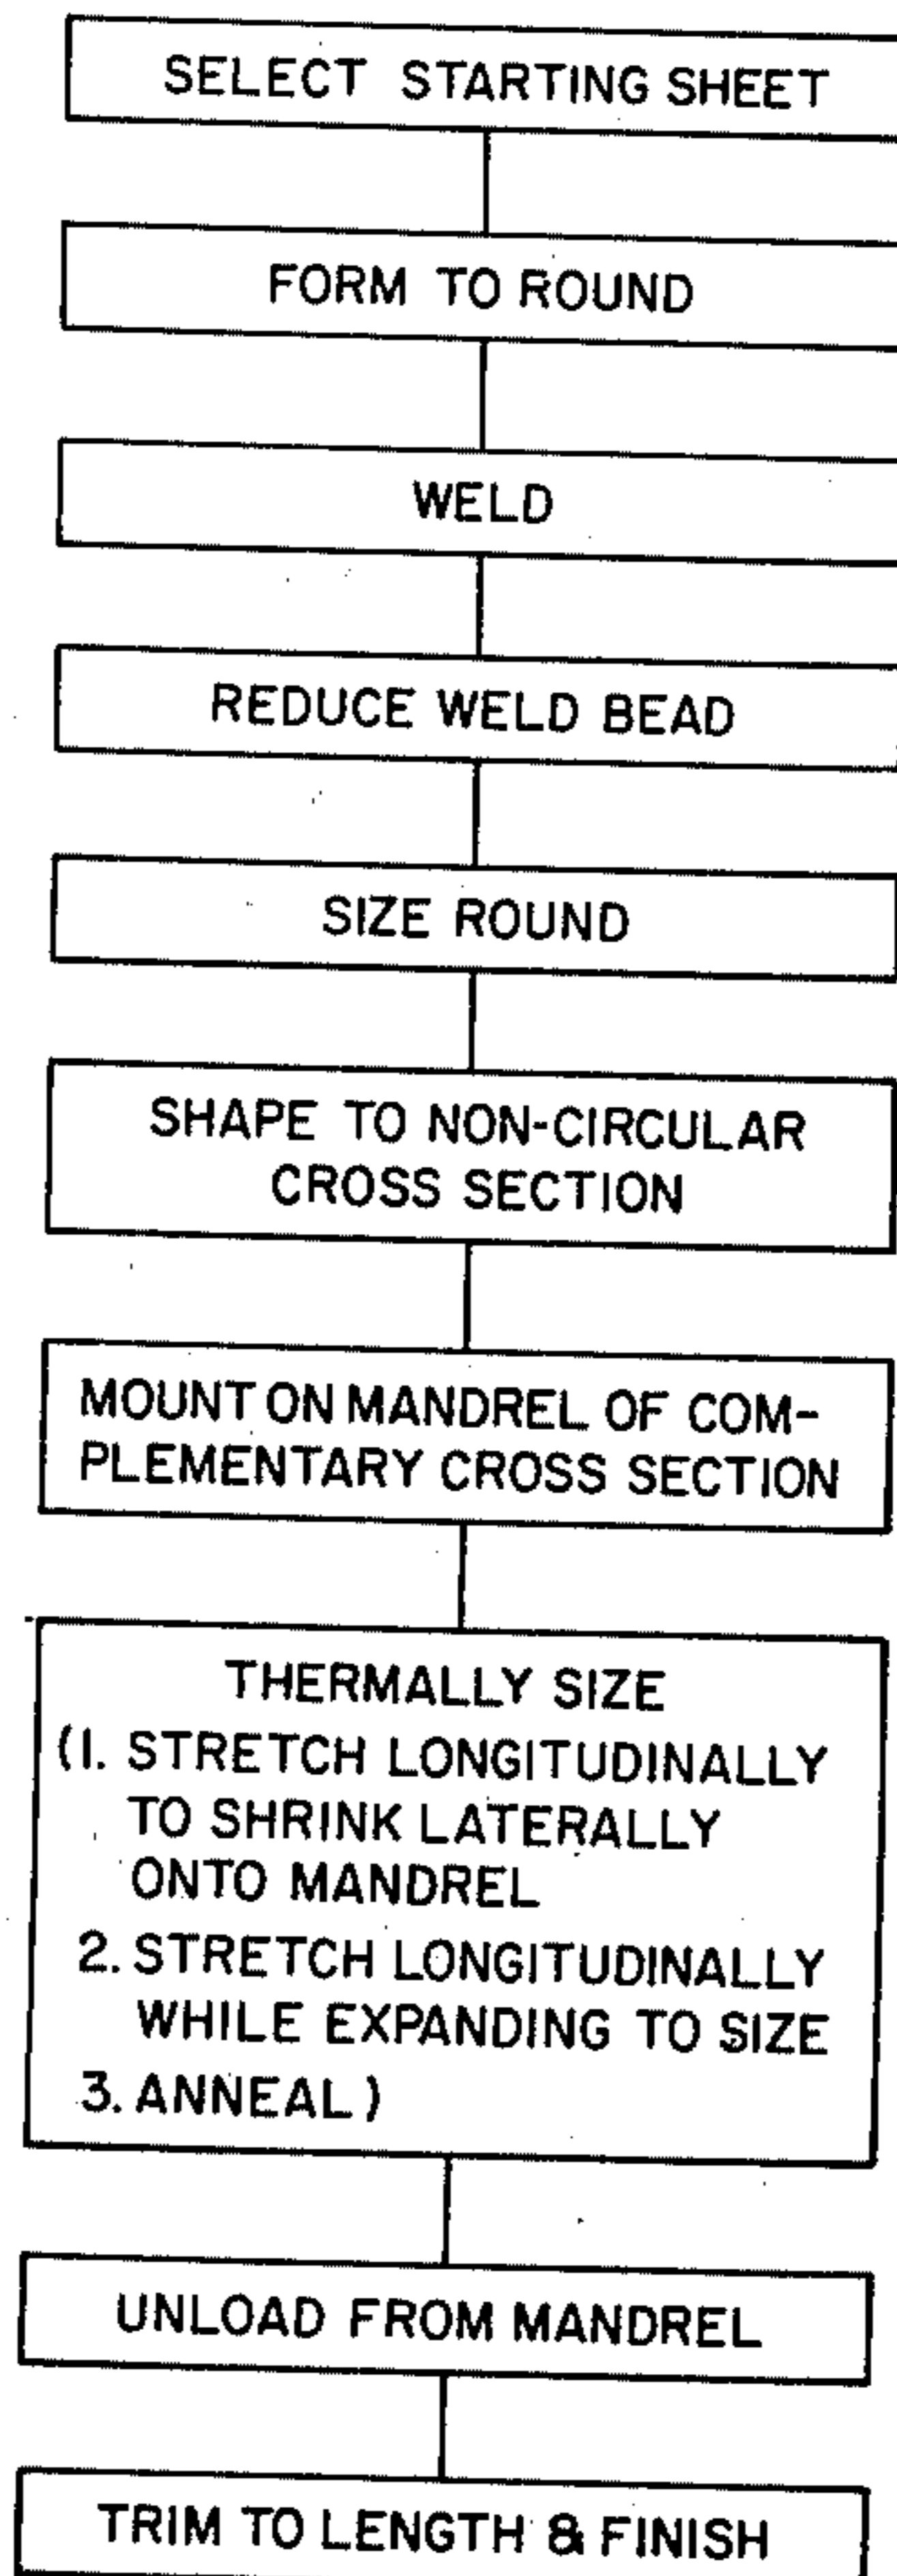 SELECT STARTING SHEET
FORM TO ROUND
WELD
REDUCE WELD BEAD
SIZE ROUND
SHAPE TO NON-CIRCULAR
CROSS SECTION
MOUNT ON MANDREL OF COM-
PLEMENTARY CROSS SECTION
THERMALLY SIZE
(1. STRETCH LONGITUDINALLY
TO SHRINK LATERALLY
ONTO MANDREL
2. STRETCH LONGITUDINALLY
WHILE EXPANDING TO SIZE
3. ANNEAL)
UNLOAD FROM MANDREL
TRIM TO LENGTH & FINISH